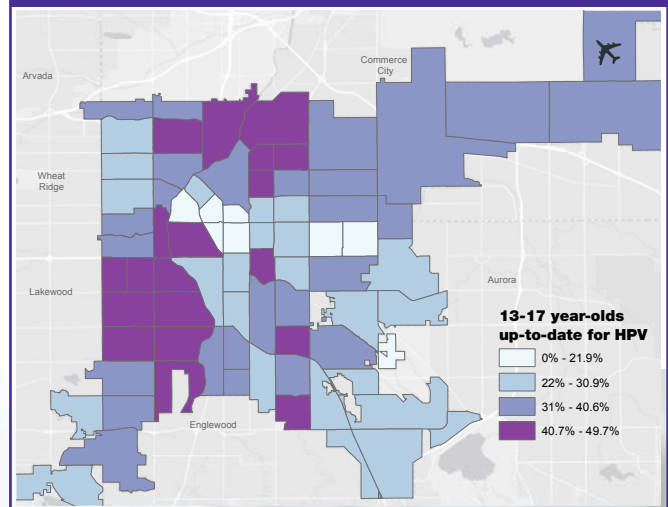 Commerce
City
Arvada
Wheat
Ridge
Lakewood
Aurora
Englewood
13-17 year-olds
up-to-date for HPV
0% - 21.9%
22% - 30.9%
31% - 40.6%
40.7% - 49.7%